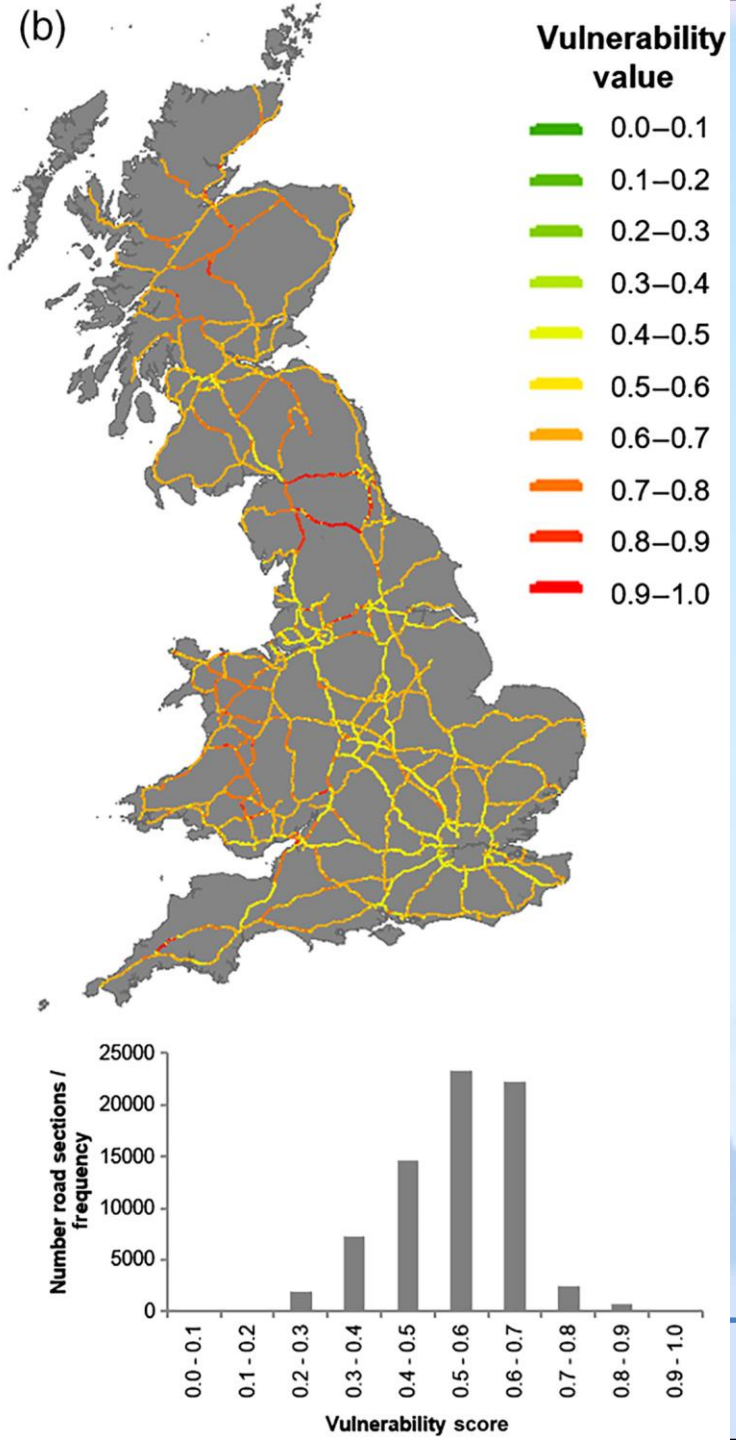 (b)
Vulnerability
value
0.0–0.1
0.1–0.2
0.2–0.3
0.3–0.4
0.4–0.5
0.5–0.6
0.6–0.7
0.7–0.8
0.8–0.9
0.9–1.0
Number road sections /
frequency
25000
20000
15000
10000
5000
0
0.0 - 0.1
0.1 - 0.2
0.2 - 0.3
0.3 - 0.4
0.4 - 0.5
0.5 - 0.6
0.6 - 0.7
0.7 - 0.8
0.8 - 0.9
0.9 - 1.0
Vulnerability score